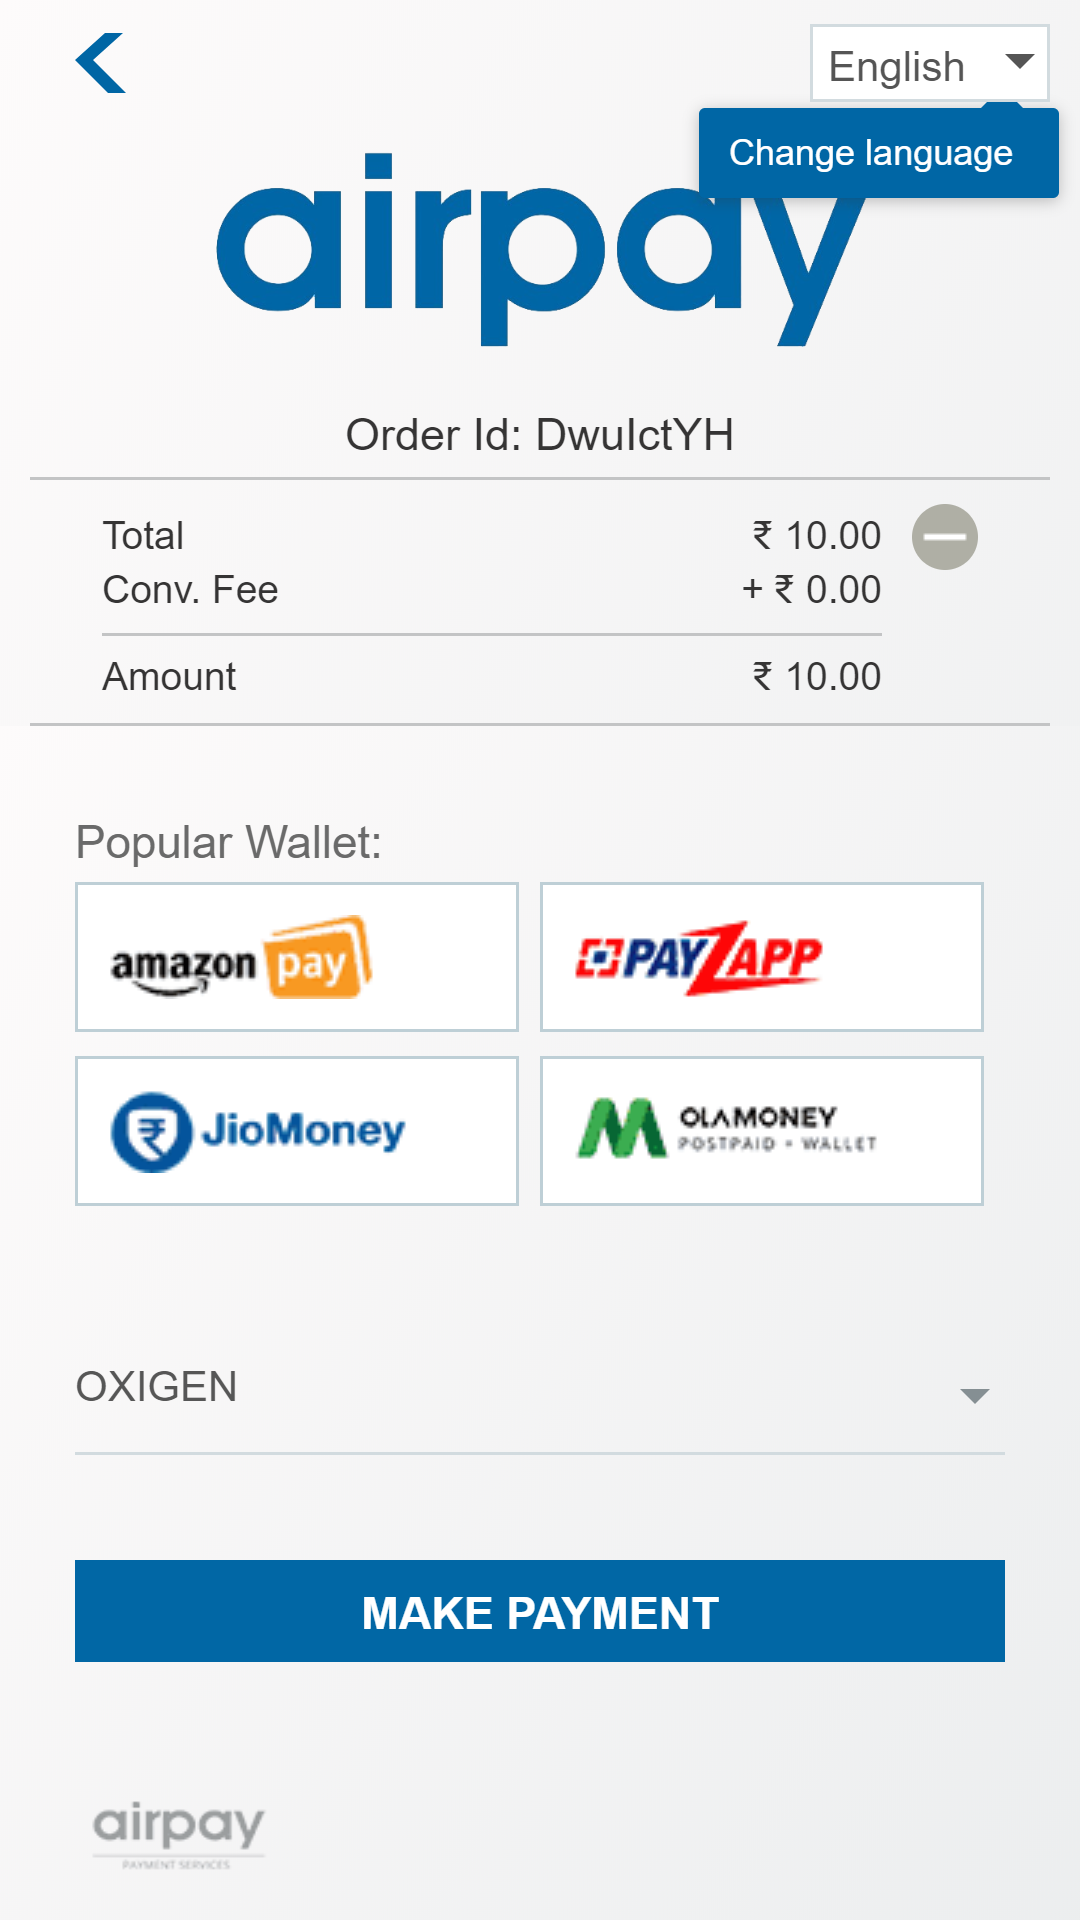 English
Change language
airpay
Order Id: DwuIctYH
Total ₹ 10.00
Conv. Fee + ₹ 0.00
Amount ₹ 10.00
Popular Wallet:
amazon pay
PAYZAPP
JioMoney
OLAMONEY
POSTPAID - WALLET
OXIGEN
MAKE PAYMENT
airpay
PAYMENT SERVICES